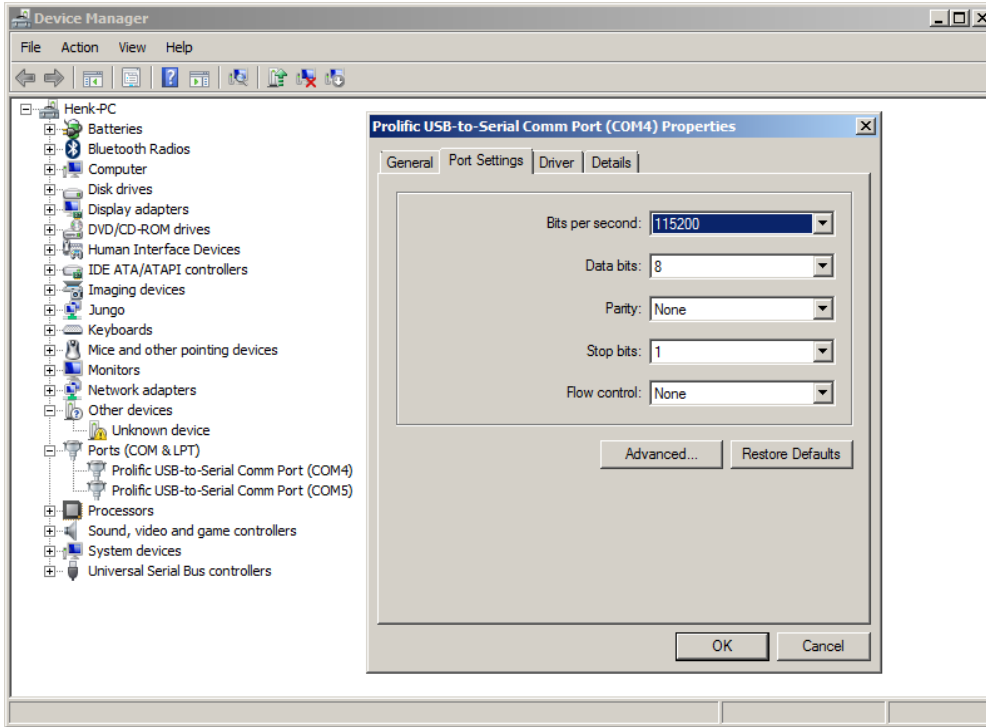 Device Manager
File Action View Help
Henk-PC
Batteries
Bluetooth Radios
Computer
Disk drives
Display adapters
DVD/CD-ROM drives
Human Interface Devices
IDE ATA/ATAPI controllers
Imaging devices
Jungo
Keyboards
Mice and other pointing devices
Monitors
Network adapters
Other devices
Unknown device
Ports (COM & LPT)
Prolific USB-to-Serial Comm Port (COM4)
Prolific USB-to-Serial Comm Port (COM5)
Processors
Sound, video and game controllers
System devices
Universal Serial Bus controllers
Prolific USB-to-Serial Comm Port (COM4) Properties
General Port Settings Driver Details
Bits per second: 115200
Data bits: 8
Parity: None
Stop bits: 1
Flow control: None
Advanced... Restore Defaults
OK Cancel